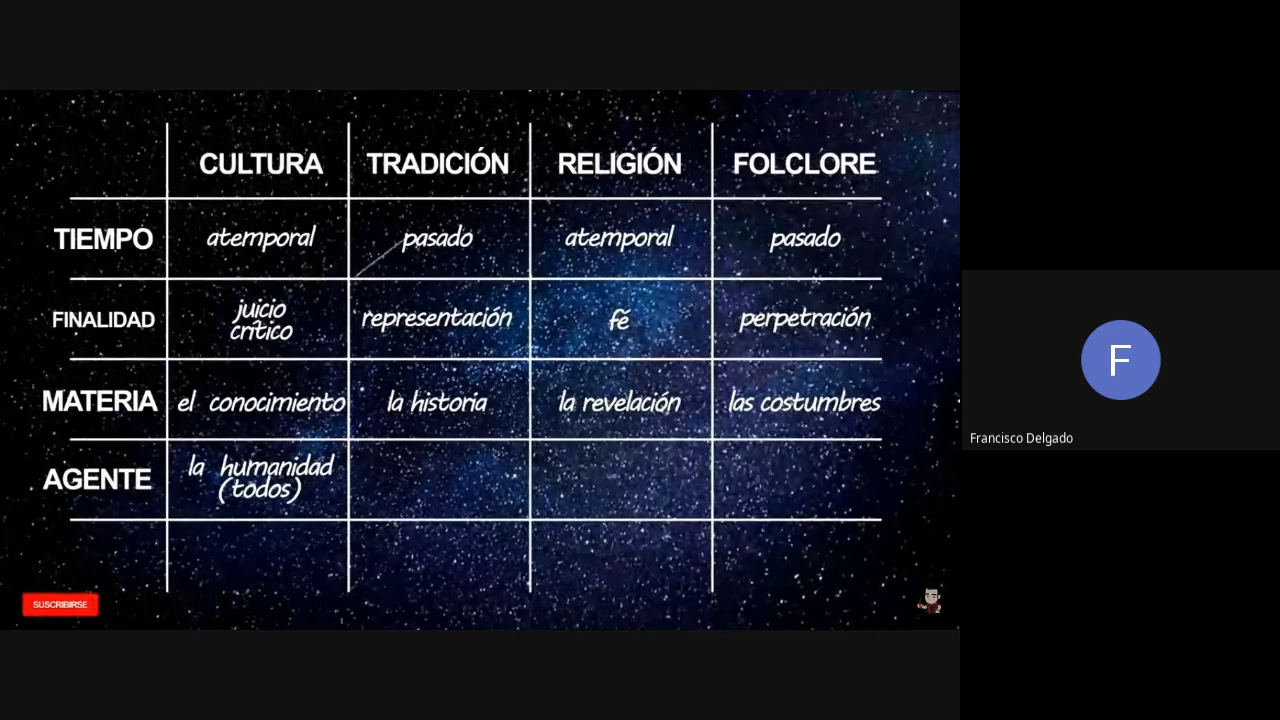 CULTURA TRADICIÓN RELIGIÓN FOLCLORE
TIEMPO atemporal pasado atemporal pasado
FINALIDAD juicio crítico representación fé perpetración
MATERIA el conocimiento la historia la revelación las costumbres
AGENTE la humanidad (todos)
SUSCRIBIRSE
F
Francisco Delgado